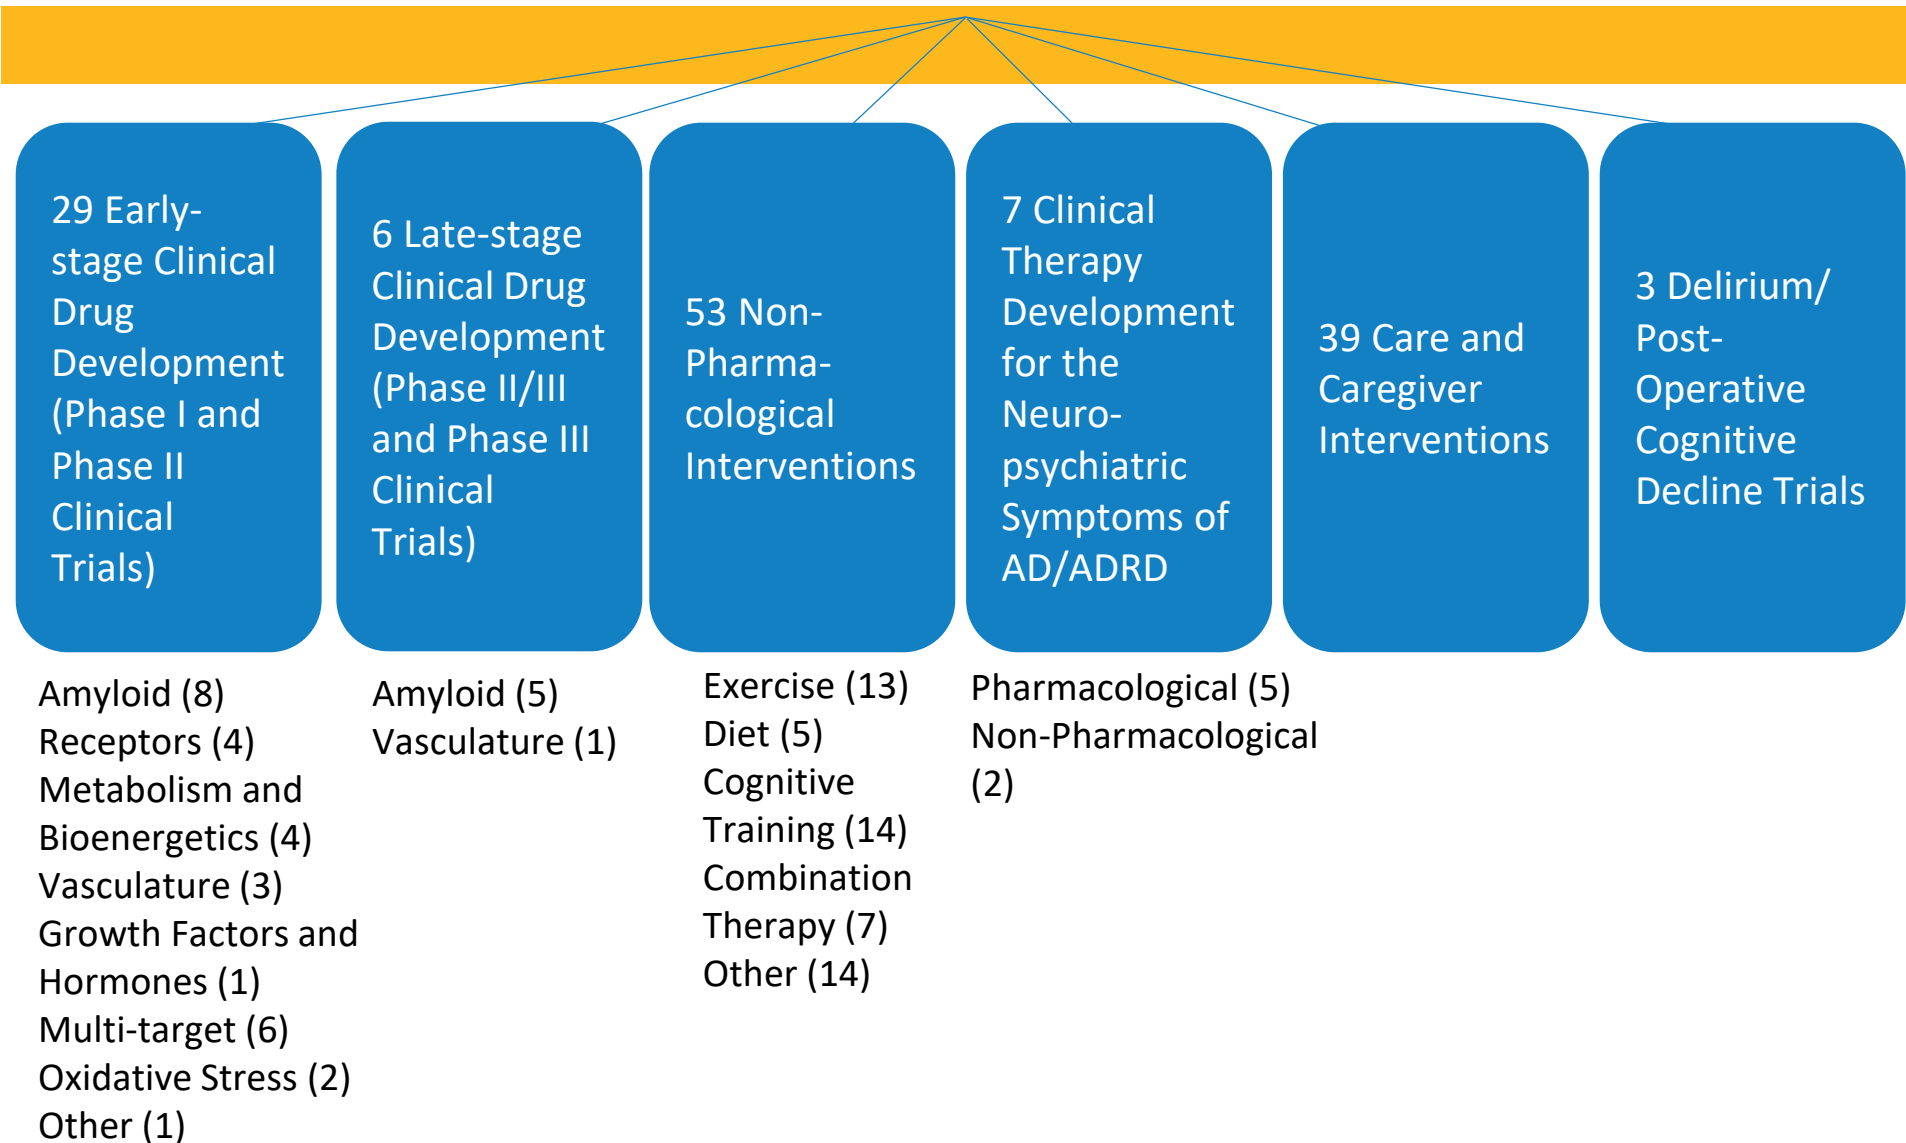 29 Early-
stage Clinical
Drug
Development
(Phase I and
Phase II
Clinical
Trials)
6 Late-stage
Clinical Drug
Development
(Phase II/III
and Phase III
Clinical
Trials)
53 Non-
Pharma-
cological
Interventions
7 Clinical
Therapy
Development
for the
Neuro-
psychiatric
Symptoms of
AD/ADRD
39 Care and
Caregiver
Interventions
3 Delirium/
Post-
Operative
Cognitive
Decline Trials
Amyloid (8)
Receptors (4)
Metabolism and
Bioenergetics (4)
Vasculature (3)
Growth Factors and
Hormones (1)
Multi-target (6)
Oxidative Stress (2)
Other (1)
Amyloid (5)
Vasculature (1)
Exercise (13)
Diet (5)
Cognitive
Training (14)
Combination
Therapy (7)
Other (14)
Pharmacological (5)
Non-Pharmacological
(2)